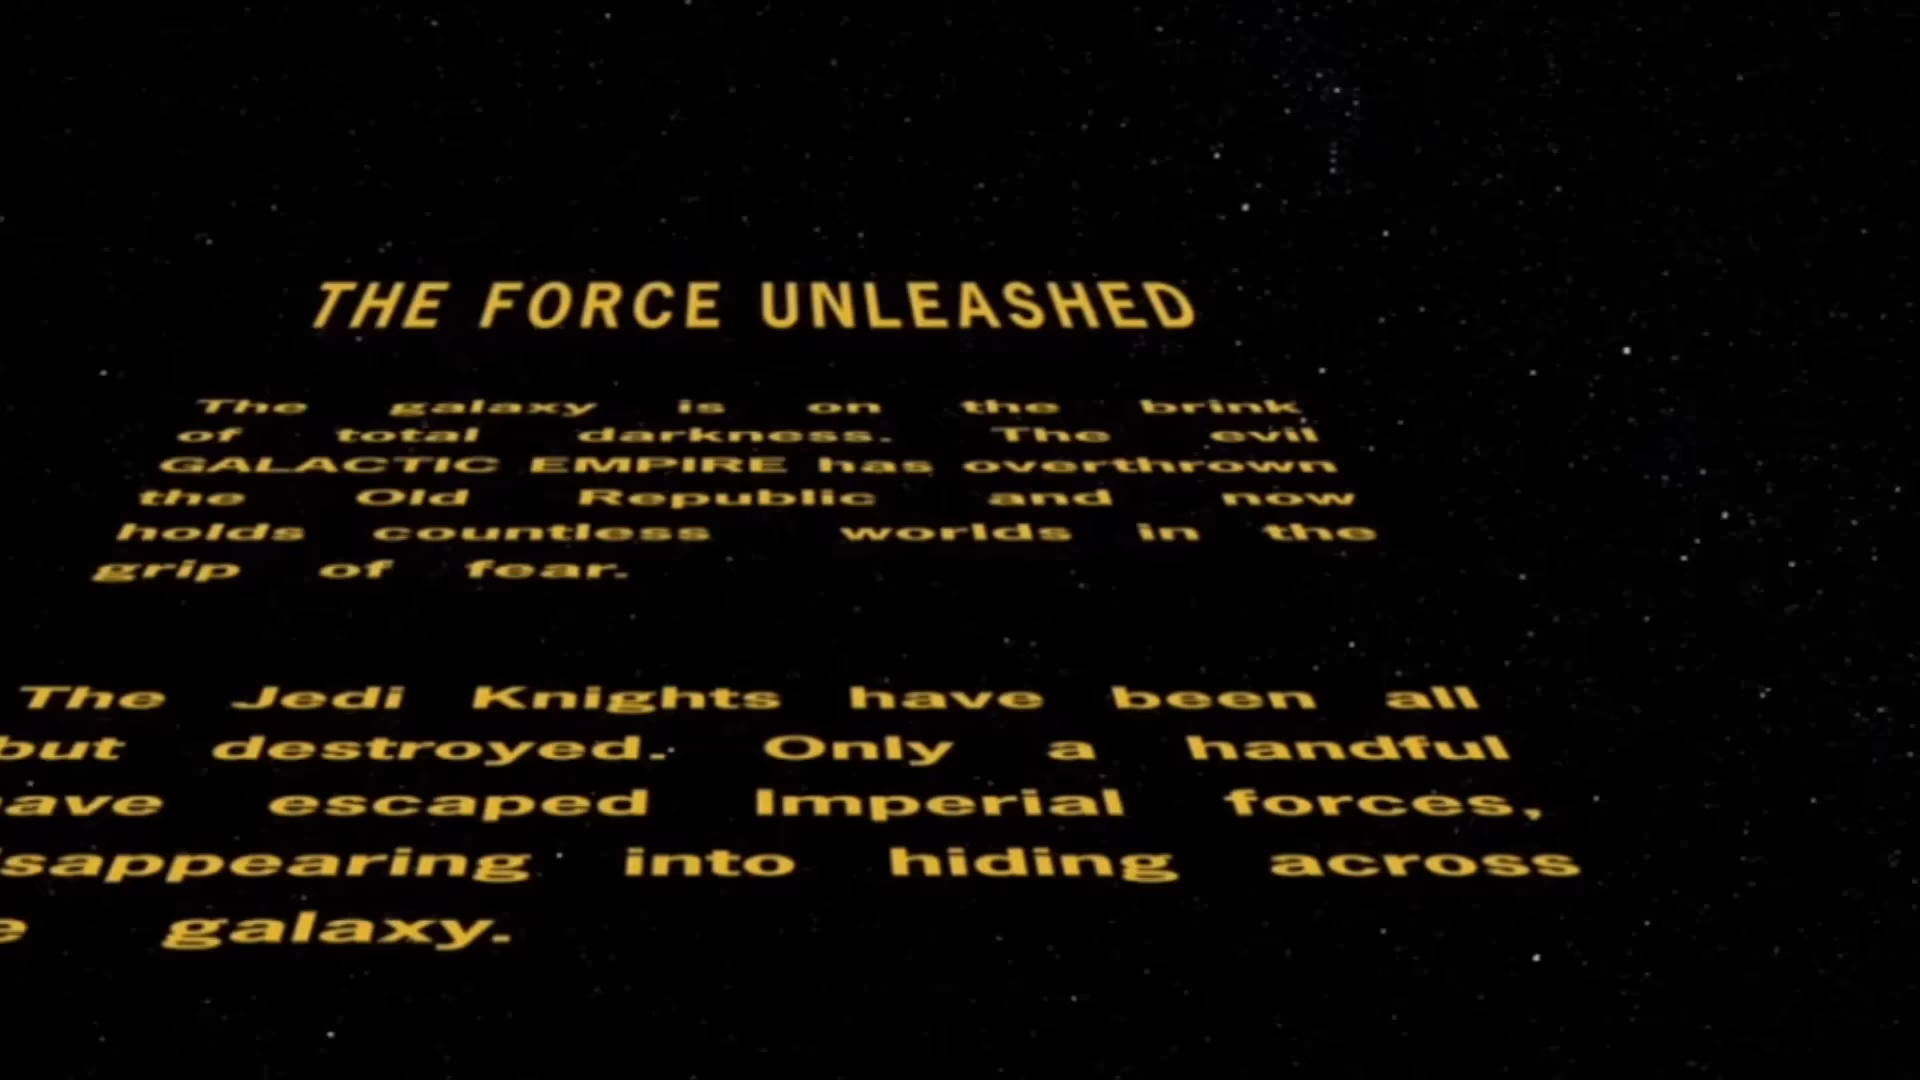 THE FORCE UNLEASHED
The galaxy is on the brink
of total darkness. The evil
GALACTIC EMPIRE has overthrown
the Old Republic and now
holds countless worlds in the
grip of fear.
The Jedi Knights have been all
but destroyed. Only a handful
ave escaped Imperial forces,
sappearing into hiding across
e galaxy.